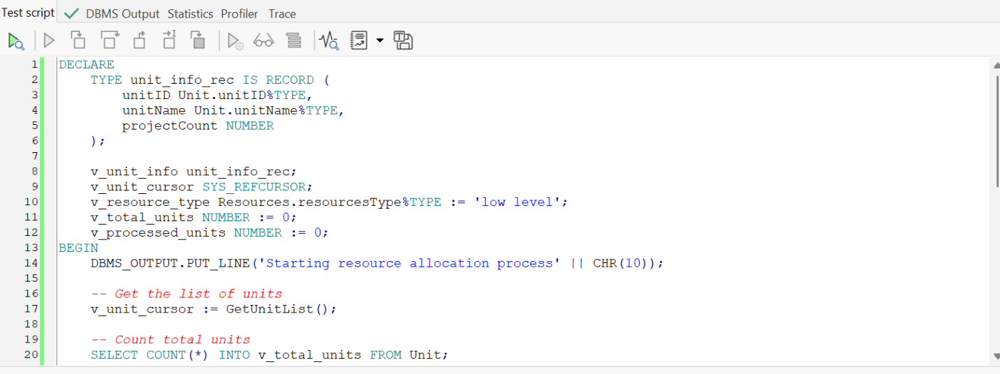 Test script DBMS Output Statistics Profiler Trace
1 DECLARE
2 TYPE unit_info_rec IS RECORD (
3 unitID Unit.unitID%TYPE,
4 unitName Unit.unitName%TYPE,
5 projectCount NUMBER
6 );
7
8 v_unit_info unit_info_rec;
9 v_unit_cursor SYS_REFCURSOR;
10 v_resource_type Resources.resourcesType%TYPE := 'low level';
11 v_total_units NUMBER := 0;
12 v_processed_units NUMBER := 0;
13 BEGIN
14 DBMS_OUTPUT.PUT_LINE('Starting resource allocation process' || CHR(10));
15
16 -- Get the list of units
17 v_unit_cursor := GetUnitList();
18
19 -- Count total units
20 SELECT COUNT(*) INTO v_total_units FROM Unit;